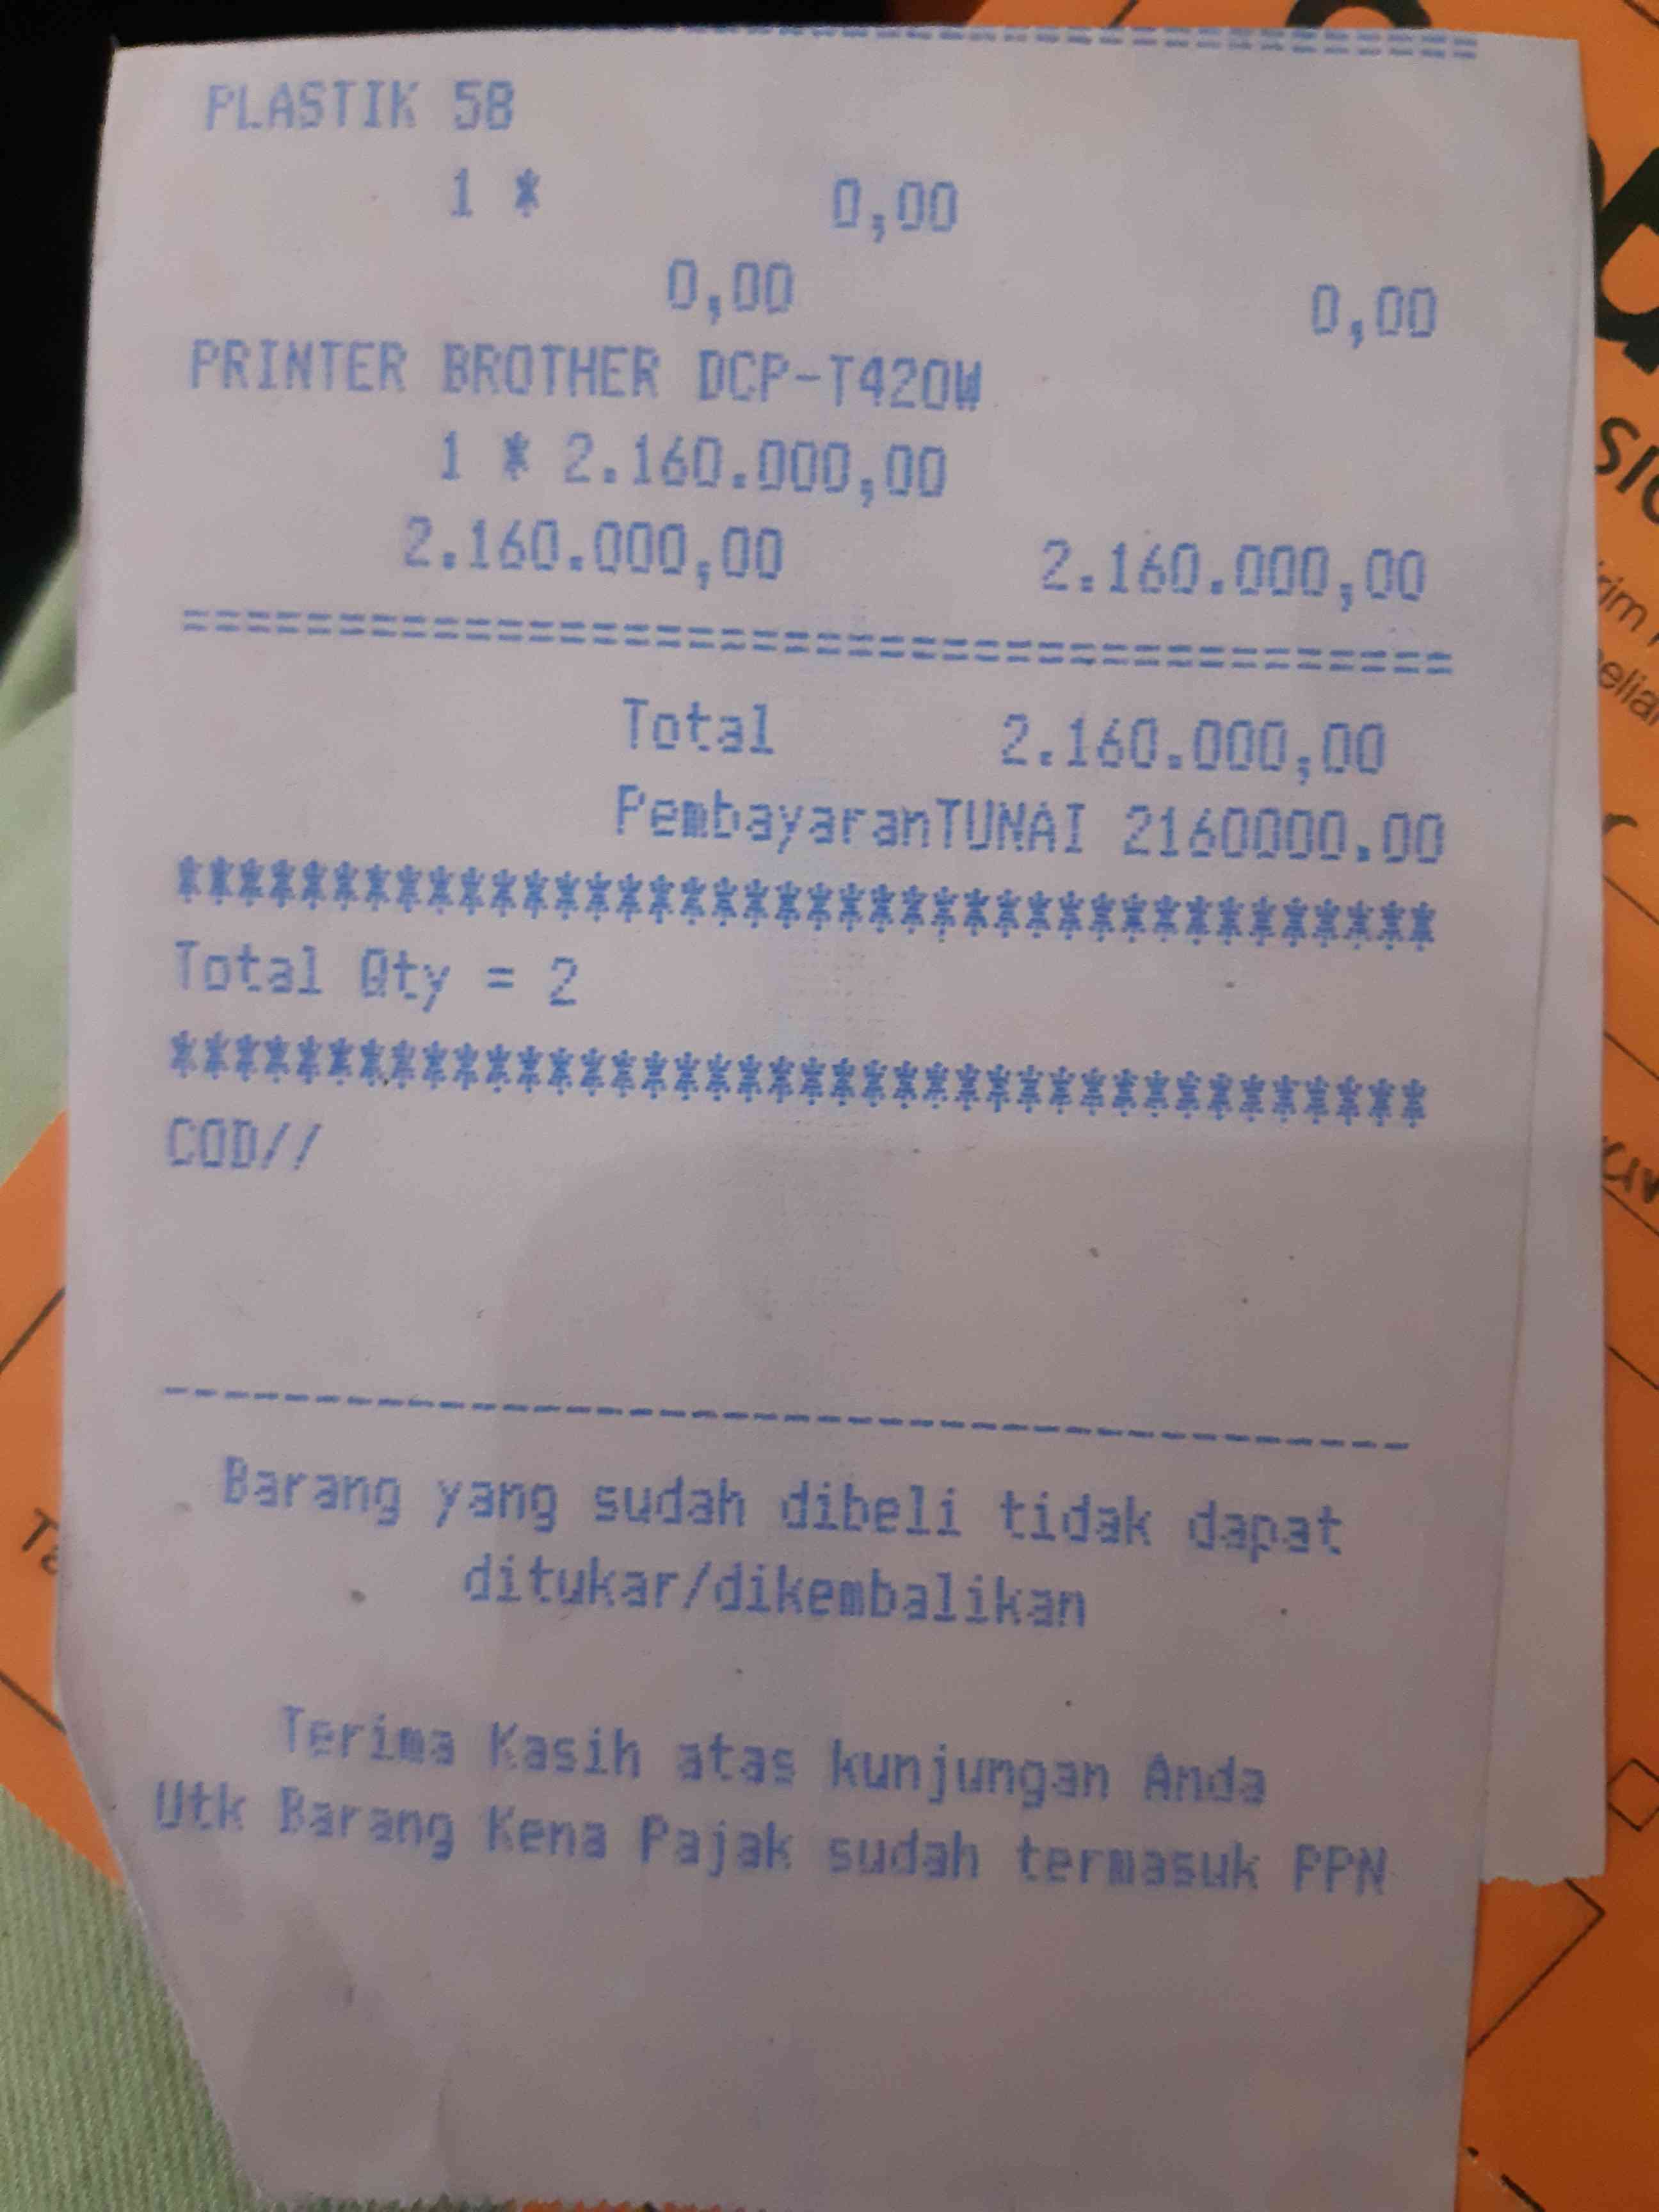 ================================
PLASTIK 58
1 * 0,00
0,00 0,00
PRINTER BROTHER DCP-T420W
1 * 2.160.000,00
2.160.000,00 2.160.000,00
=========================================
Total 2.160.000,00
PembayaranTUNAI 2160000.00
****************************************
Total Qty = 2
****************************************
COD//
----------------------------------------
Barang yang sudah dibeli tidak dapat
ditukar/dikembalikan
Terima Kasih atas kunjungan Anda
Utk Barang Kena Pajak sudah termasuk PPN